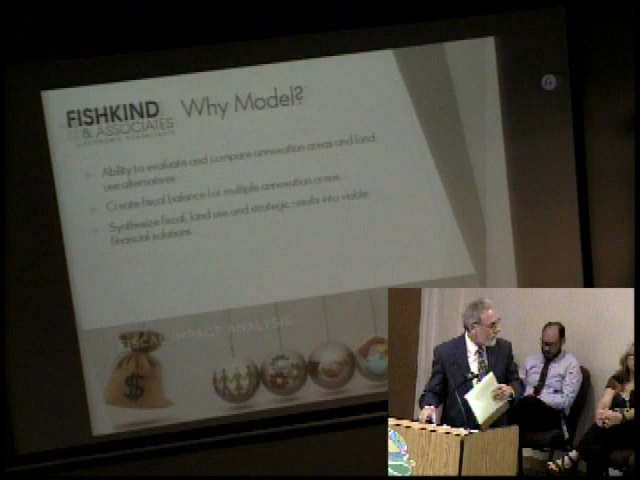 FISHKIND
& ASSOCIATES
Why Model?
Ability to evaluate and compare annexation areas and land
use alternatives
Create fiscal balance for multiple annexation areas
Synthesize fiscal, land use and strategic results into viable
financial solutions
FISCAL IMPACT ANALYSIS
$